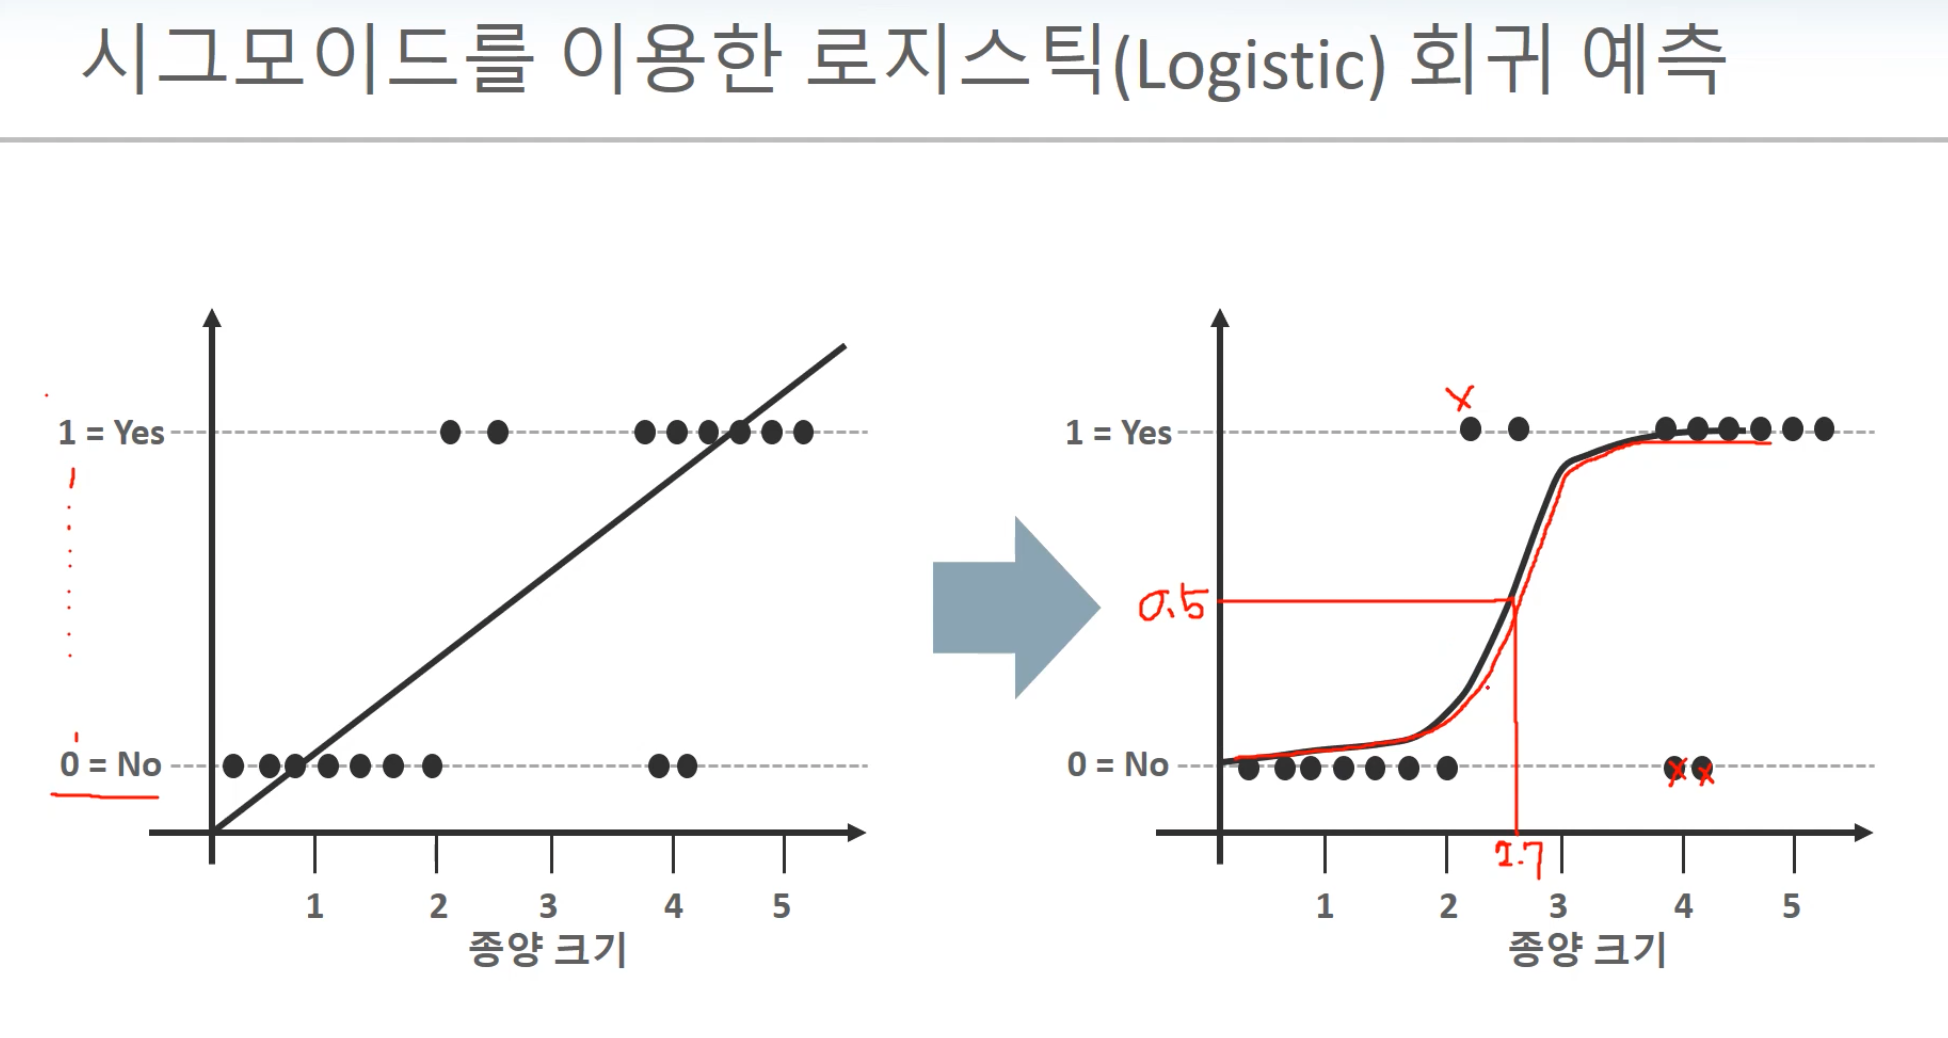 시그모이드를 이용한 로지스틱(Logistic) 회귀 예측
1 = Yes
0 = No
1 2 3 4 5
종양 크기
1 = Yes
0.5
0 = No
2.7
1 2 3 4 5
종양 크기